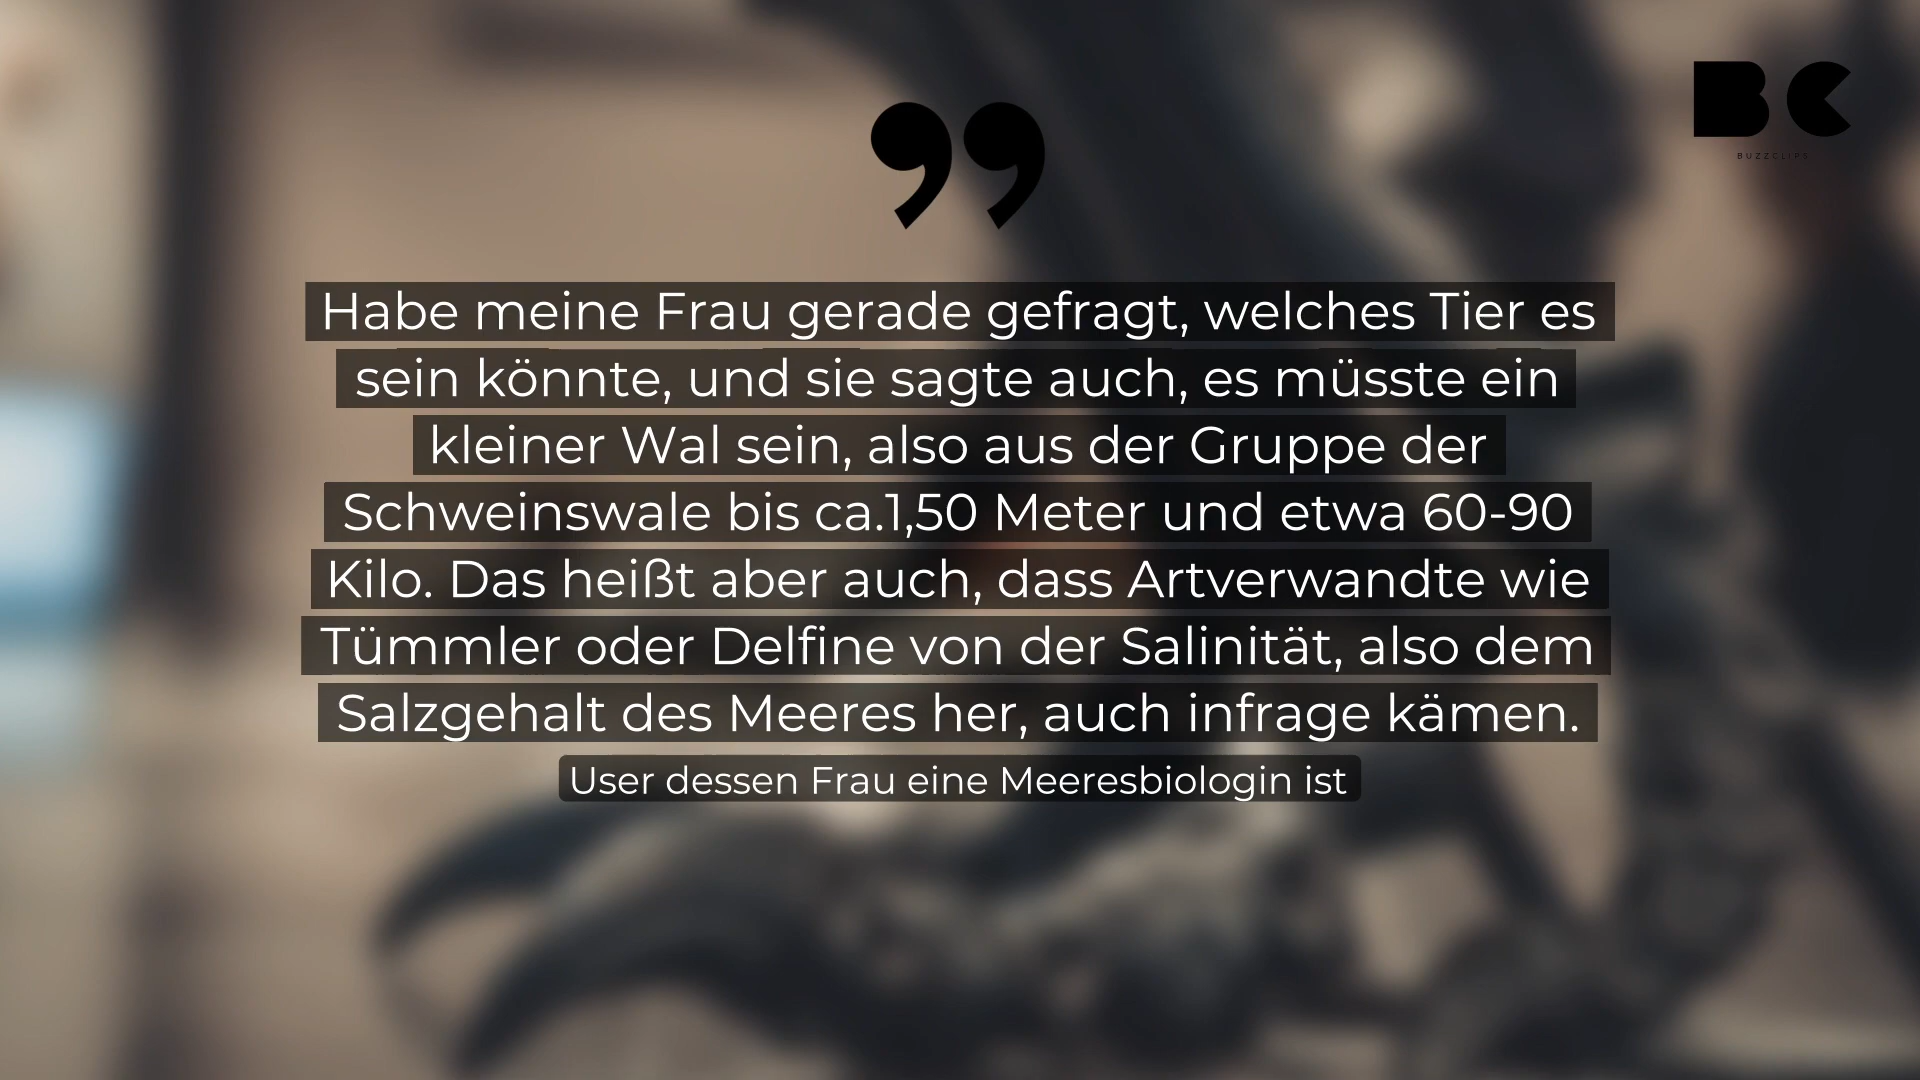 BC
BUZZCLIPS
”
Habe meine Frau gerade gefragt, welches Tier es
sein könnte, und sie sagte auch, es müsste ein
kleiner Wal sein, also aus der Gruppe der
Schweinswale bis ca.1,50 Meter und etwa 60-90
Kilo. Das heißt aber auch, dass Artverwandte wie
Tümmler oder Delfine von der Salinität, also dem
Salzgehalt des Meeres her, auch infrage kämen.
User dessen Frau eine Meeresbiologin ist